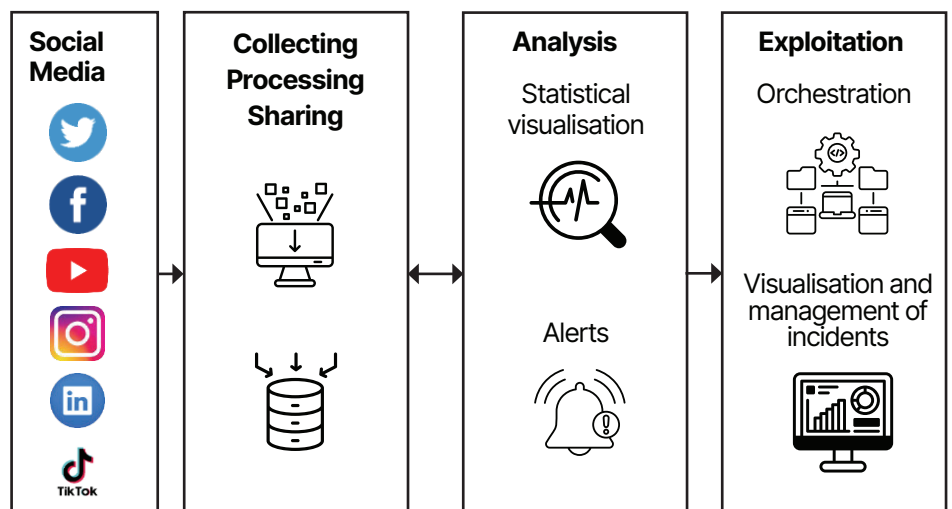 Social
Media
TikTok
Collecting
Processing
Sharing
Analysis
Statistical
visualisation
Alerts
Exploitation
Orchestration
Visualisation and
management of
incidents